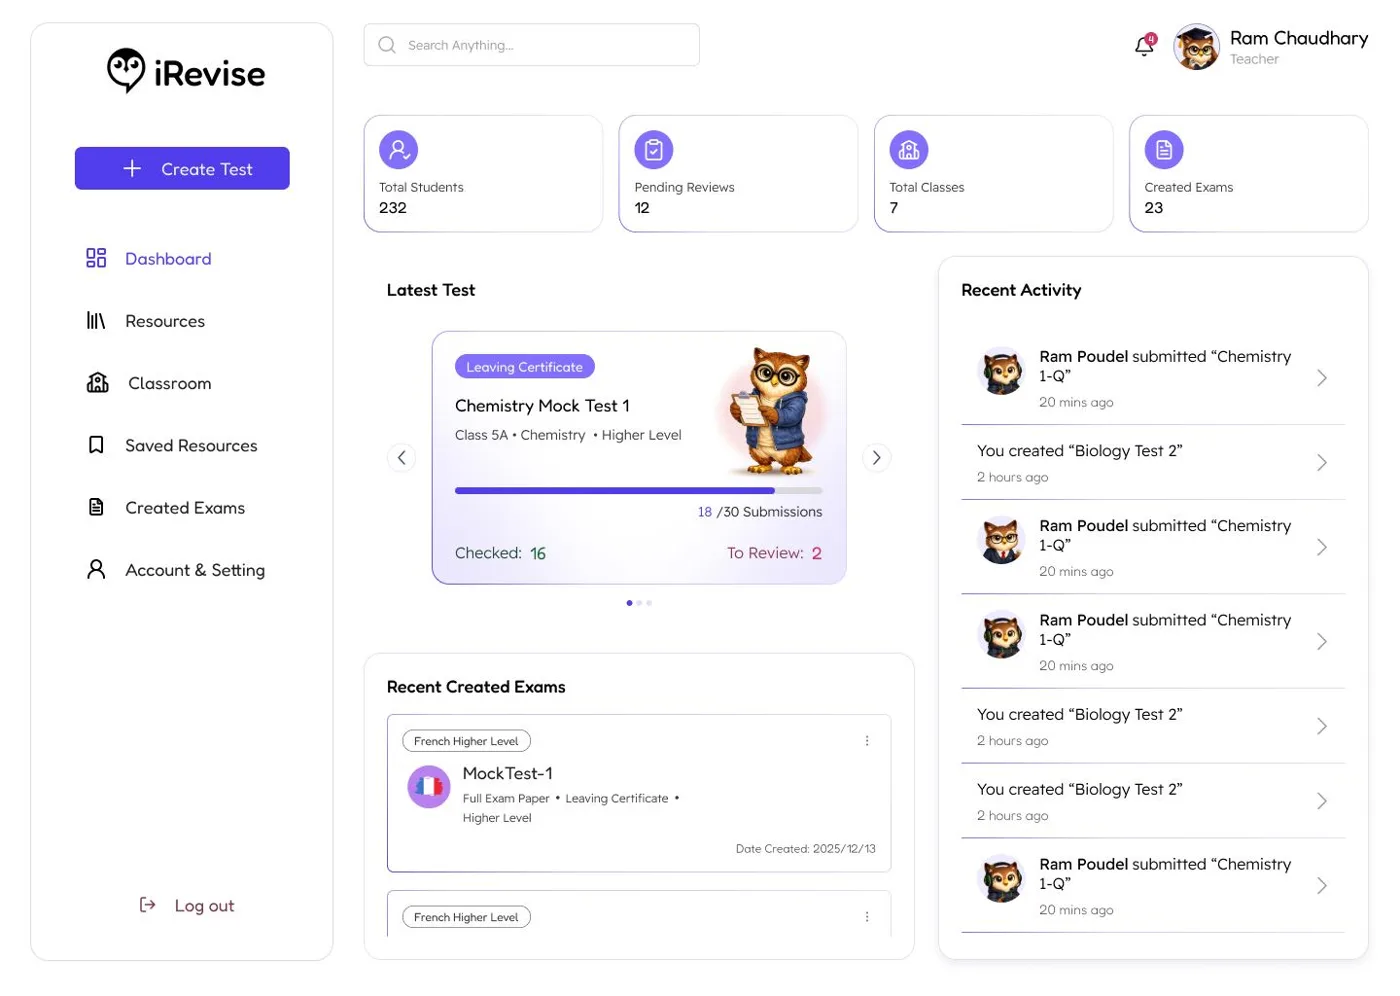 iRevise
Create Test
Dashboard
Resources
Classroom
Saved Resources
Created Exams
Account & Setting
Log out
Search Anything...
4
Ram Chaudhary
Teacher
Total Students
232
Pending Reviews
12
Total Classes
7
Created Exams
23
Latest Test
Leaving Certificate
Chemistry Mock Test 1
Class 5A • Chemistry • Higher Level
18 /30 Submissions
Checked: 16
To Review: 2
Recent Created Exams
French Higher Level
MockTest-1
Full Exam Paper • Leaving Certificate •
Higher Level
Date Created: 2025/12/13
French Higher Level
Recent Activity
Ram Poudel submitted “Chemistry
1-Q”
20 mins ago
You created “Biology Test 2”
2 hours ago
Ram Poudel submitted “Chemistry
1-Q”
20 mins ago
Ram Poudel submitted “Chemistry
1-Q”
20 mins ago
You created “Biology Test 2”
2 hours ago
You created “Biology Test 2”
2 hours ago
Ram Poudel submitted “Chemistry
1-Q”
20 mins ago